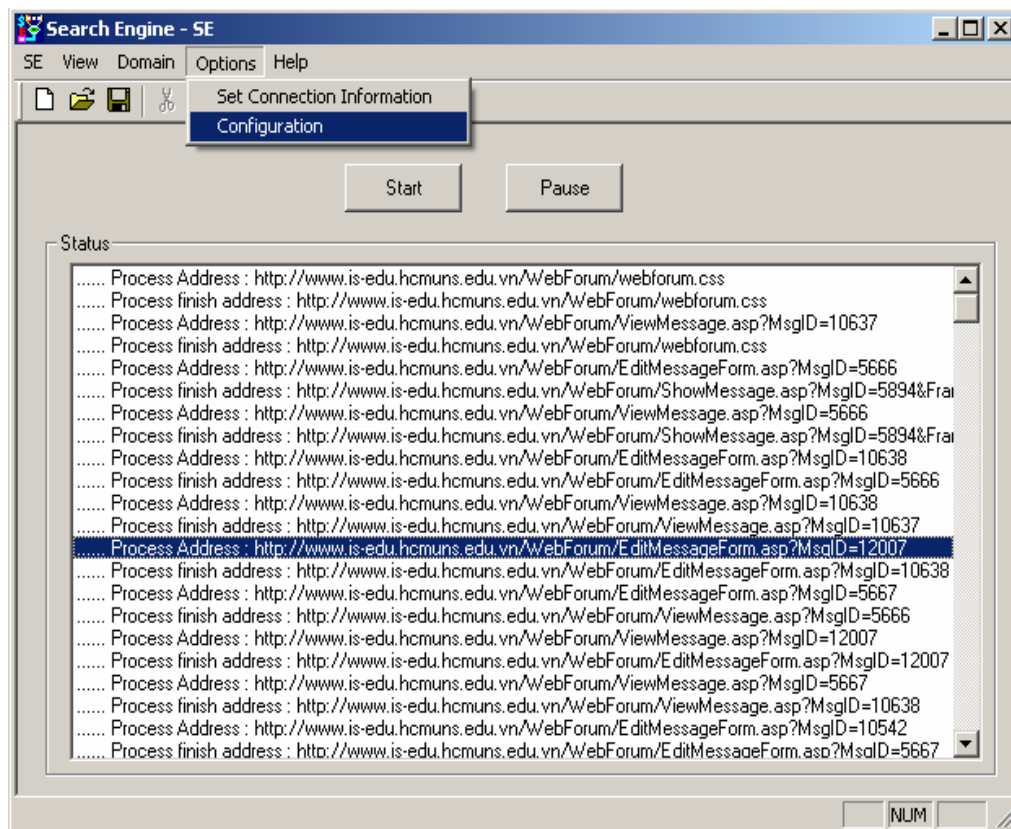 Search Engine - SE
SE View Domain Options Help
Set Connection Information
Configuration
Start Pause
Status
...... Process Address : http://www.is-edu.hcmuns.edu.vn/WebForum/webforum.css
...... Process finish address : http://www.is-edu.hcmuns.edu.vn/WebForum/webforum.css
...... Process Address : http://www.is-edu.hcmuns.edu.vn/WebForum/ViewMessage.asp?MsgID=10637
...... Process finish address : http://www.is-edu.hcmuns.edu.vn/WebForum/webforum.css
...... Process Address : http://www.is-edu.hcmuns.edu.vn/WebForum/EditMessageForm.asp?MsgID=5666
...... Process finish address : http://www.is-edu.hcmuns.edu.vn/WebForum/ShowMessage.asp?MsgID=5894&Frar
...... Process Address : http://www.is-edu.hcmuns.edu.vn/WebForum/ViewMessage.asp?MsgID=5666
...... Process finish address : http://www.is-edu.hcmuns.edu.vn/WebForum/ShowMessage.asp?MsgID=5894&Frar
...... Process Address : http://www.is-edu.hcmuns.edu.vn/WebForum/EditMessageForm.asp?MsgID=10638
...... Process finish address : http://www.is-edu.hcmuns.edu.vn/WebForum/EditMessageForm.asp?MsgID=5666
...... Process Address : http://www.is-edu.hcmuns.edu.vn/WebForum/ViewMessage.asp?MsgID=10638
...... Process finish address : http://www.is-edu.hcmuns.edu.vn/WebForum/ViewMessage.asp?MsgID=10637
...... Process Address : http://www.is-edu.hcmuns.edu.vn/WebForum/EditMessageForm.asp?MsgID=12007
...... Process finish address : http://www.is-edu.hcmuns.edu.vn/WebForum/EditMessageForm.asp?MsgID=10638
...... Process Address : http://www.is-edu.hcmuns.edu.vn/WebForum/EditMessageForm.asp?MsgID=5667
...... Process finish address : http://www.is-edu.hcmuns.edu.vn/WebForum/ViewMessage.asp?MsgID=5666
...... Process Address : http://www.is-edu.hcmuns.edu.vn/WebForum/ViewMessage.asp?MsgID=12007
...... Process finish address : http://www.is-edu.hcmuns.edu.vn/WebForum/EditMessageForm.asp?MsgID=12007
...... Process Address : http://www.is-edu.hcmuns.edu.vn/WebForum/ViewMessage.asp?MsgID=5667
...... Process finish address : http://www.is-edu.hcmuns.edu.vn/WebForum/ViewMessage.asp?MsgID=10638
...... Process Address : http://www.is-edu.hcmuns.edu.vn/WebForum/EditMessageForm.asp?MsgID=10542
...... Process finish address : http://www.is-edu.hcmuns.edu.vn/WebForum/EditMessageForm.asp?MsgID=5667
NUM